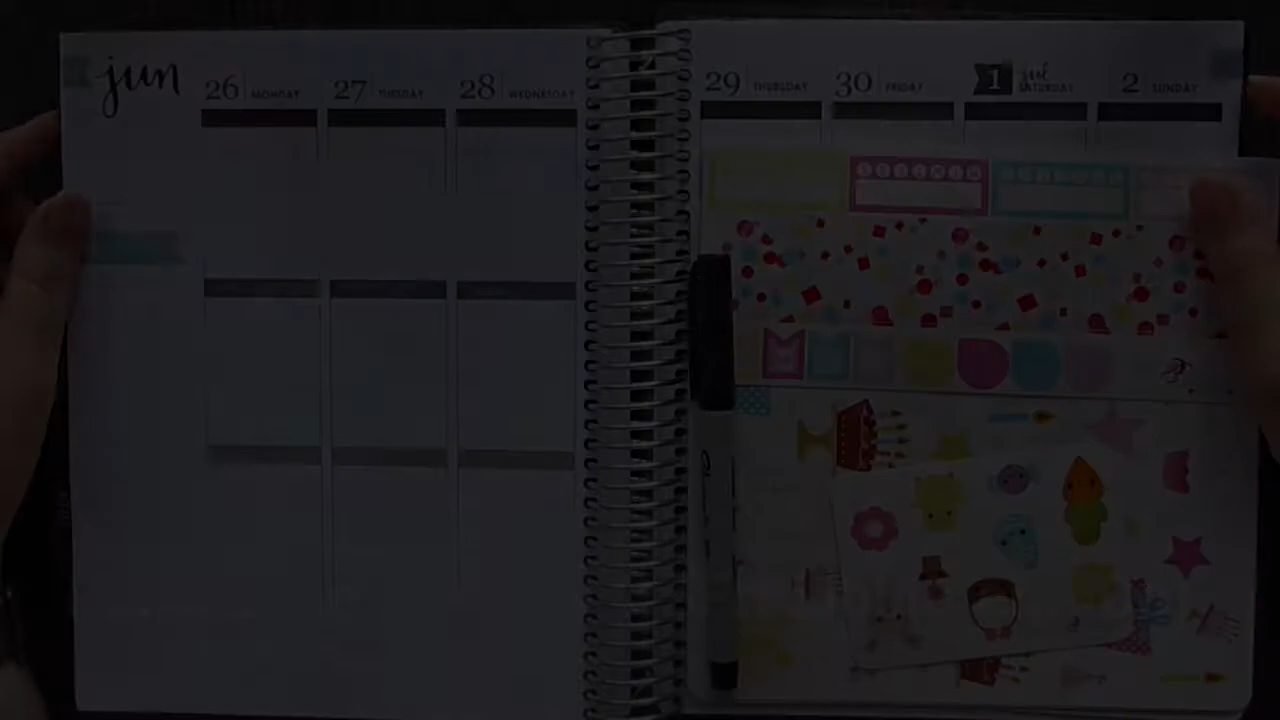 jun
26 MONDAY
27 TUESDAY
28 WEDNESDAY
29 THURSDAY
30 FRIDAY
1 jul SATURDAY
2 SUNDAY